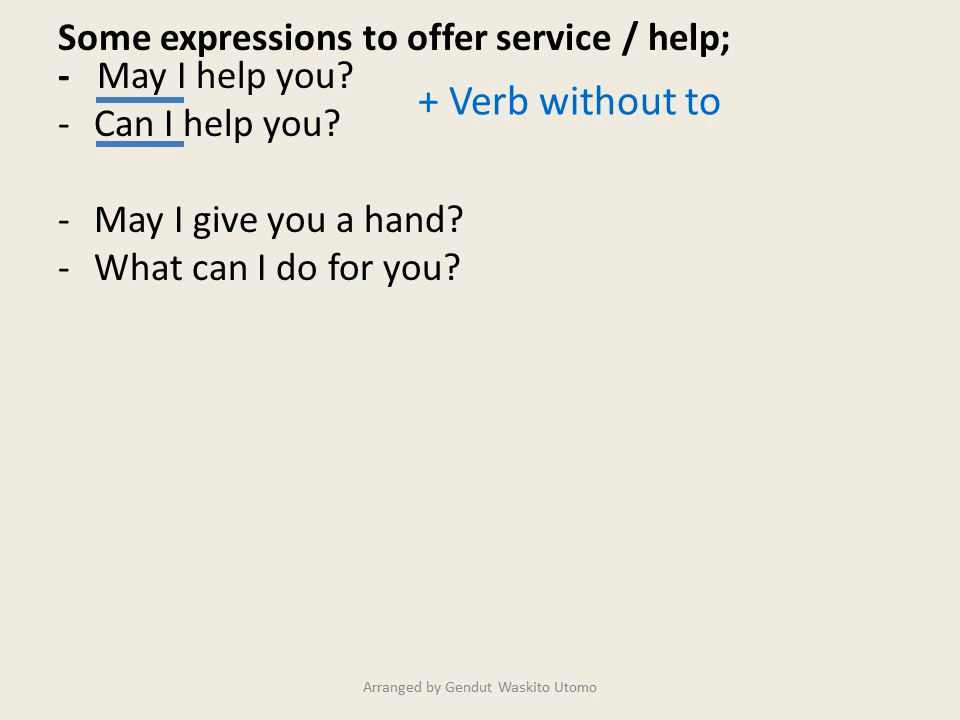 Some expressions to offer service / help;
- May I help you?
+ Verb without to
- Can I help you?
- May I give you a hand?
- What can I do for you?
Arranged by Gendut Waskito Utomo